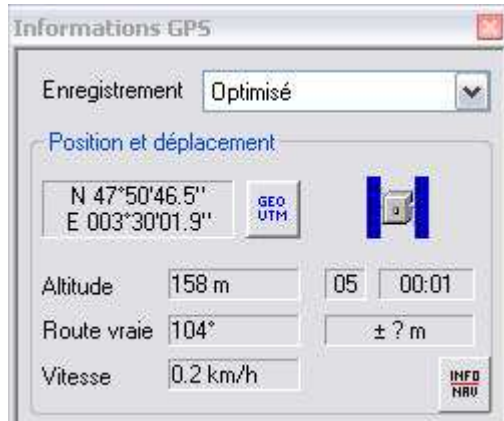 Informations GPS
Enregistrement Optimisé
Position et déplacement
N 47°50'46.5''
E 003°30'01.9''
GEO
UTM
Altitude 158 m 05 00:01
Route vraie 104° ± ? m
Vitesse 0.2 km/h
INFO
NAV